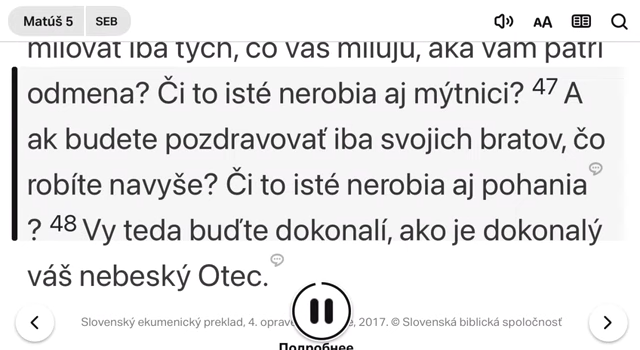 Matúš 5 SEB AA
milovať iba tých, čo vás milujú, aká vám patrí
odmena? Či to isté nerobia aj mýtnici? 47 A
ak budete pozdravovať iba svojich bratov, čo
robíte navyše? Či to isté nerobia aj pohania
? 48 Vy teda buďte dokonalí, ako je dokonalý
váš nebeský Otec.
Slovenský ekumenický preklad, 4. 2017. © Slovenská biblická spoločnosť
Подробнее